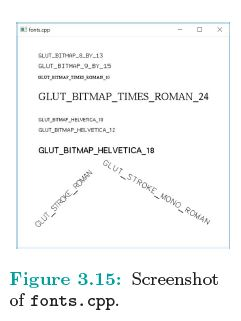 fonts.cpp
GLUT_BITMAP_8_BY_13
GLUT_BITMAP_9_BY_15
GLUT_BITMAP_TIMES_ROMAN_10
GLUT_BITMAP_TIMES_ROMAN_24
GLUT_BITMAP_HELVETICA_10
GLUT_BITMAP_HELVETICA_12
GLUT_BITMAP_HELVETICA_18
GLUT_STROKE_ROMAN
GLUT_STROKE_MONO_ROMAN
Figure 3.15: Screenshot
of fonts.cpp.